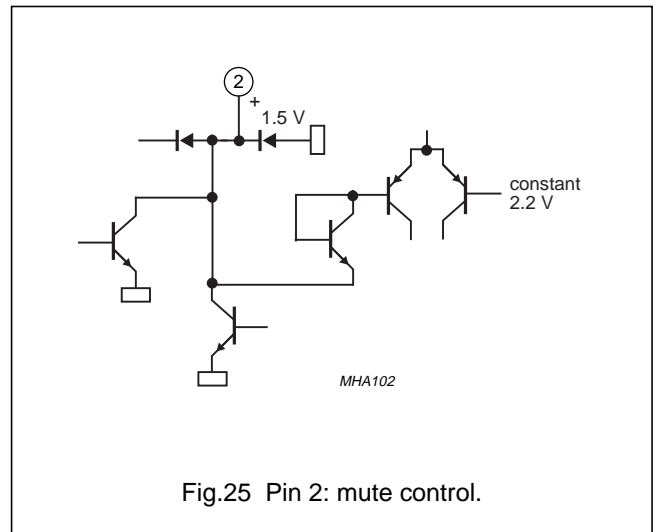 2
+
1.5 V
constant
2.2 V
MHA102
Fig.25 Pin 2: mute control.